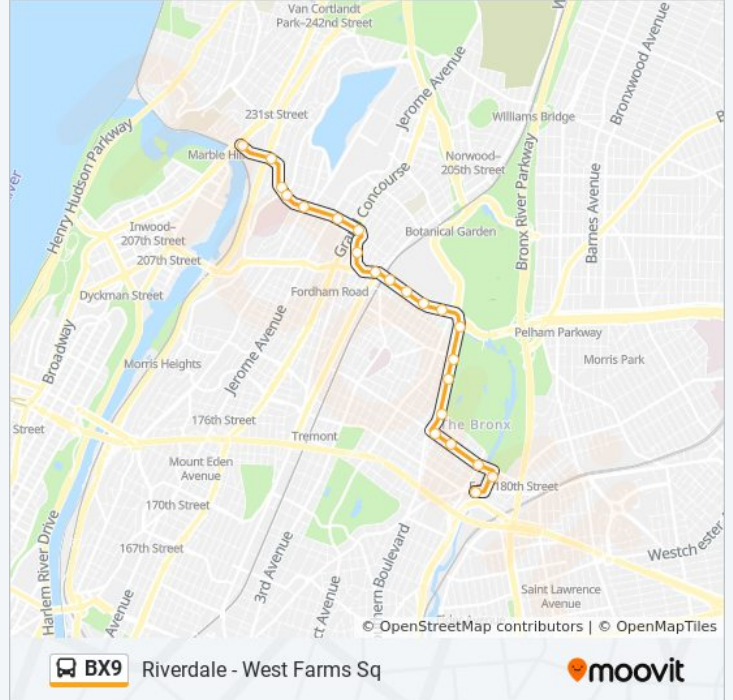 Van Cortlandt
Park–242nd Street
Jerome Avenue
Bronxwood Avenue
231st Street
Williams Bridge
Henry Hudson Parkway
Marble Hill
Norwood–
205th Street
Bronx River Parkway
Barnes Avenue
Concourse
Inwood–
207th Street
Botanical Garden
207th Street
Dyckman Street
Fordham Road
Broadway
Jerome Avenue
Pelham Parkway
Morris Heights
Morris Park
176th Street
The Bronx
Street
Tremont
Mount Eden
Avenue
180th Street
170th Street
167th Street
Harlem River Drive
3rd Avenue
Westchester
Saint Lawrence
Avenue
Avenue
© OpenStreetMap contributors | © OpenMapTiles
BX9 Riverdale - West Farms Sq
moovit